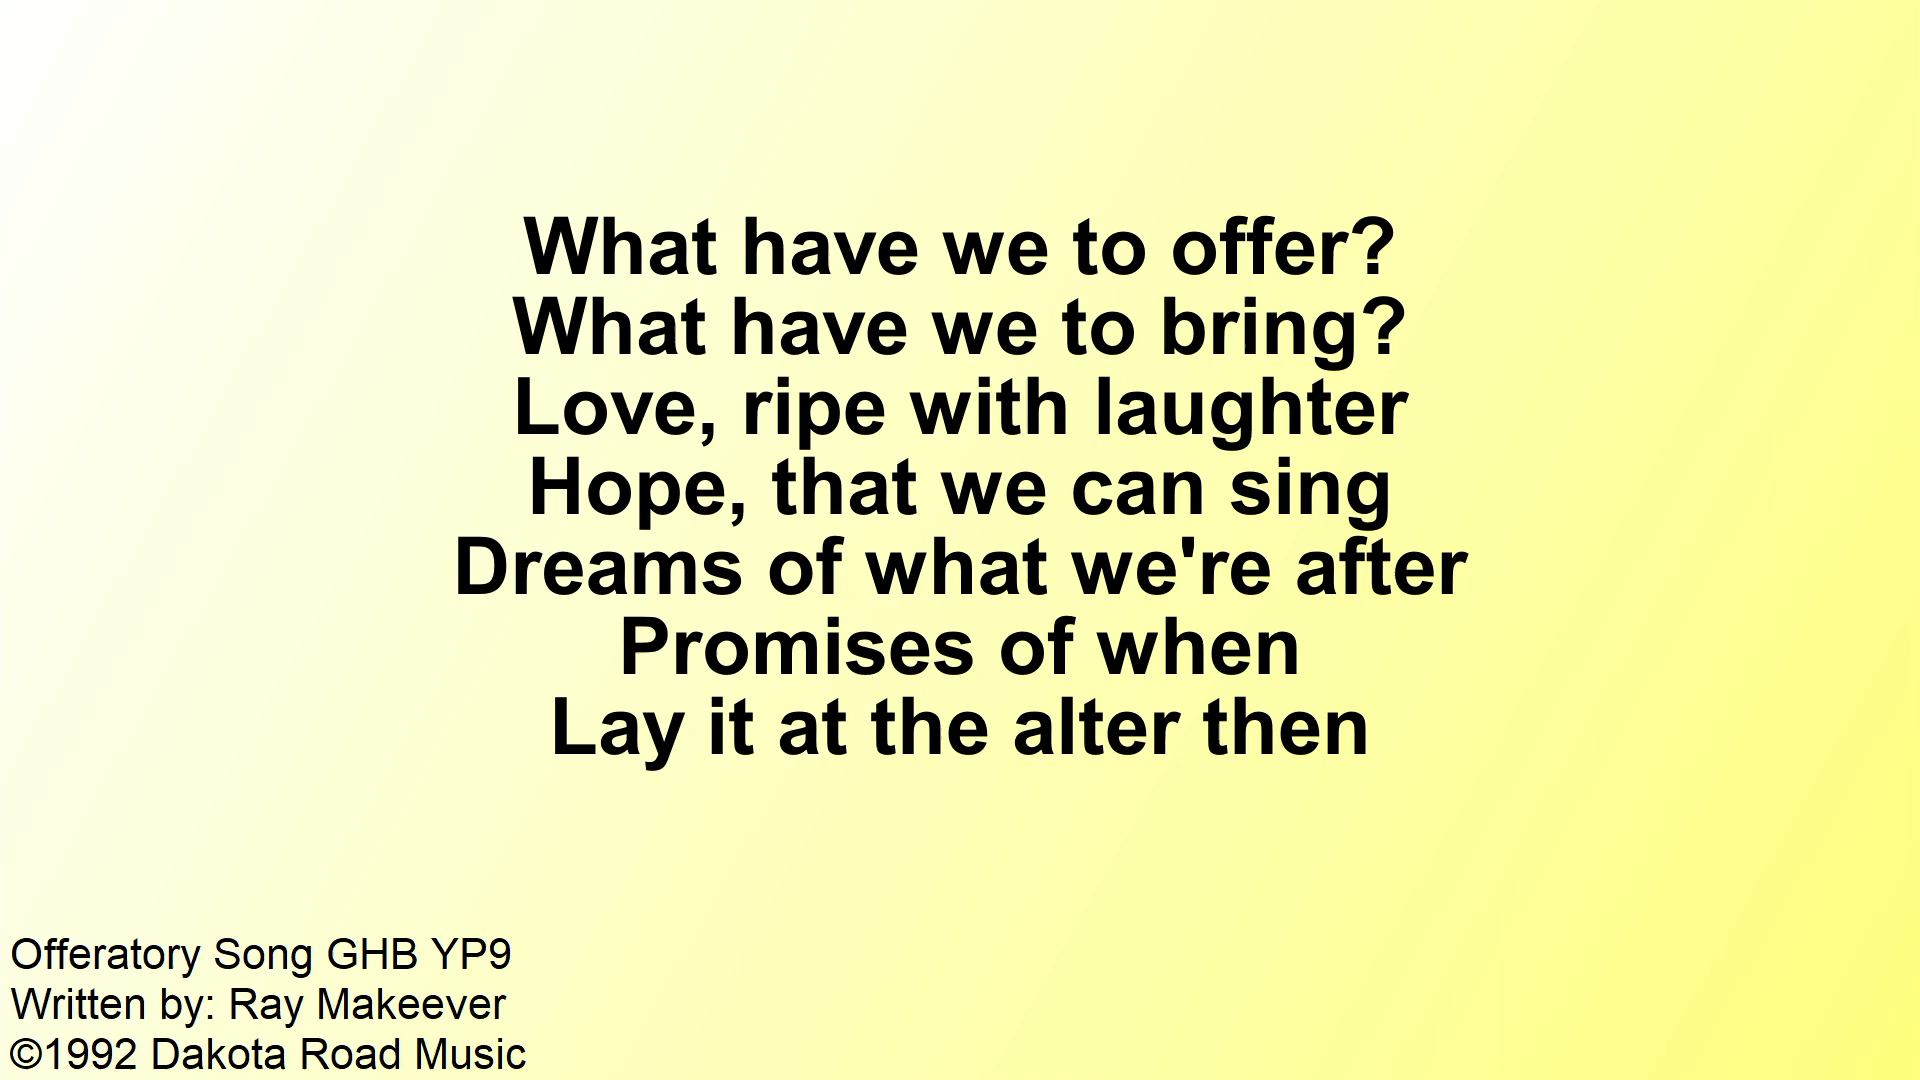 What have we to offer?
What have we to bring?
Love, ripe with laughter
Hope, that we can sing
Dreams of what we're after
Promises of when
Lay it at the alter then
Offeratory Song GHB YP9
Written by: Ray Makeever
©1992 Dakota Road Music